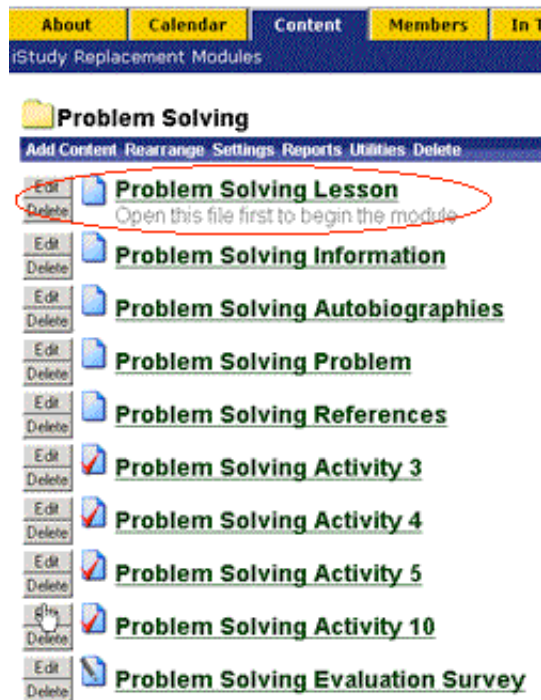 About Calendar Content Members In T
iStudy Replacement Modules
Problem Solving
Add Content Rearrange Settings Reports Utilities Delete
Edit
Problem Solving Lesson
Delete
Open this file first to begin the module
Edit
Delete
Problem Solving Information
Edit
Delete
Problem Solving Autobiographies
Edit
Delete
Problem Solving Problem
Edit
Delete
Problem Solving References
Edit
Delete
Problem Solving Activity 3
Edit
Delete
Problem Solving Activity 4
Edit
Delete
Problem Solving Activity 5
Delete
Problem Solving Activity 10
Edit
Delete
Problem Solving Evaluation Survey